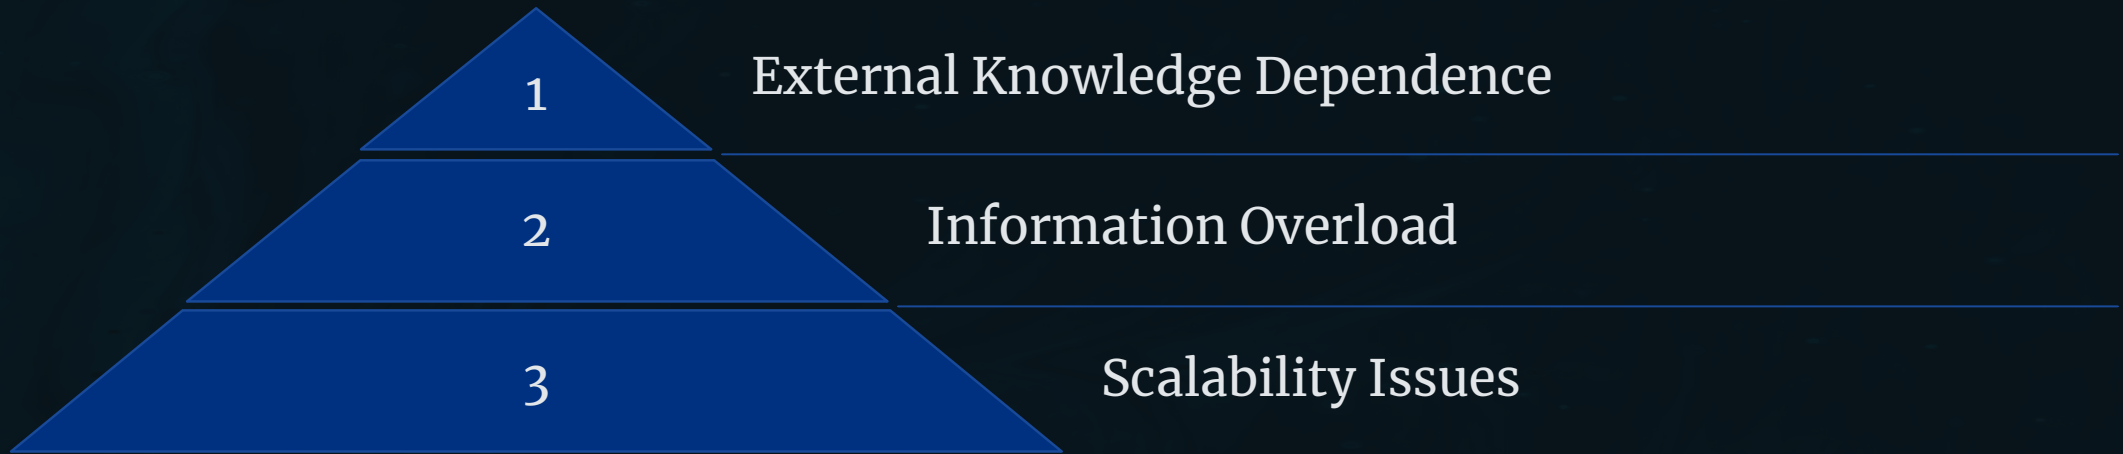 1
External Knowledge Dependence
2
Information Overload
3
Scalability Issues